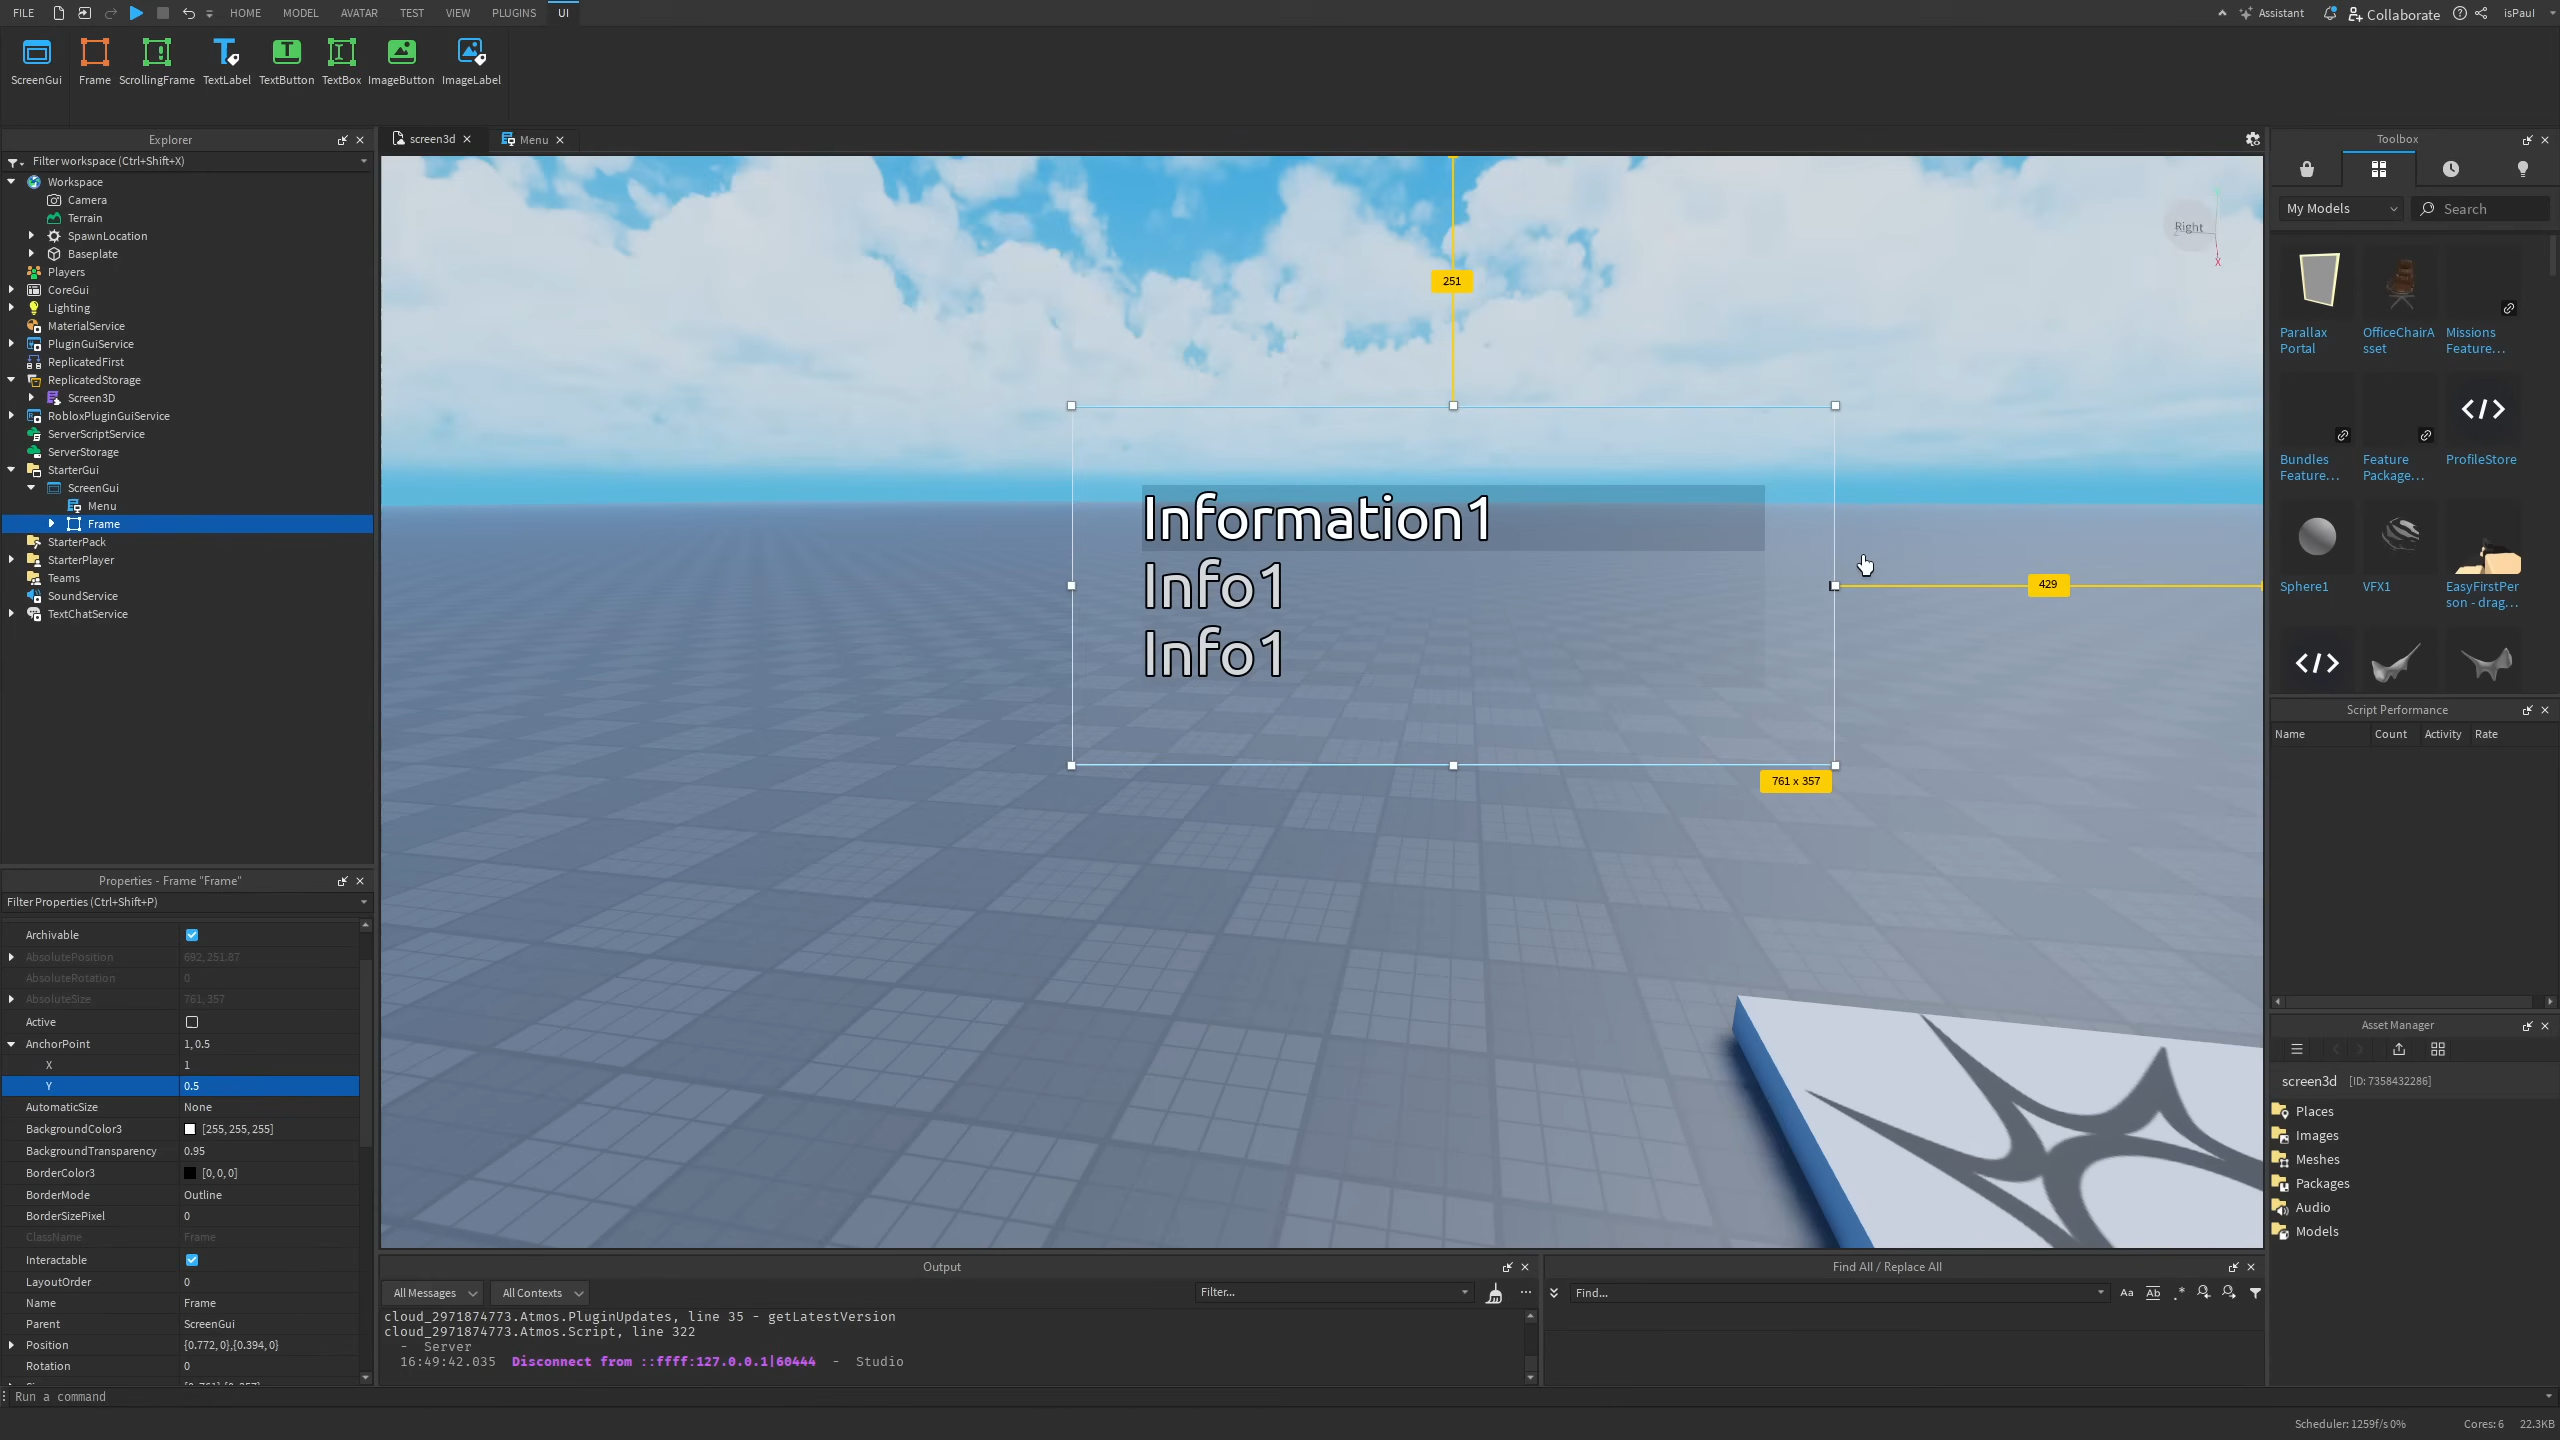 FILE HOME MODEL AVATAR TEST VIEW PLUGINS UI Assistant Collaborate isPaul
ScreenGui Frame ScrollingFrame TextLabel TextButton TextBox ImageButton ImageLabel
Explorer
Filter workspace (Ctrl+Shift+X)
Workspace
Camera
Terrain
SpawnLocation
Baseplate
Players
CoreGui
Lighting
MaterialService
PluginGuiService
ReplicatedFirst
ReplicatedStorage
Screen3D
RobloxPluginGuiService
ServerScriptService
ServerStorage
StarterGui
ScreenGui
Menu
Frame
StarterPack
StarterPlayer
Teams
SoundService
TextChatService
Properties - Frame "Frame"
Filter Properties (Ctrl+Shift+P)
Archivable
AbsolutePosition 692, 251.87
AbsoluteRotation 0
AbsoluteSize 761, 357
Active
AnchorPoint 1, 0.5
X 1
Y 0.5
AutomaticSize None
BackgroundColor3 [255, 255, 255]
BackgroundTransparency 0.95
BorderColor3 [0, 0, 0]
BorderMode Outline
BorderSizePixel 0
ClassName Frame
Interactable
LayoutOrder 0
Name Frame
Parent ScreenGui
Position {0.772, 0},{0.394, 0}
Rotation 0
screen3d Menu
251
Right
X
Information1
Info1
Info1
429
761 x 357
Output
All Messages All Contexts Filter...
cloud_2971874773.Atmos.PluginUpdates, line 35 - getLatestVersion
cloud_2971874773.Atmos.Script, line 322
- Server
16:49:42.035 Disconnect from ::ffff:127.0.0.1|60444 - Studio
Find All / Replace All
Find... Aa Ab .*
Toolbox
My Models Search
Parallax Portal
OfficeChairA sset
Missions Feature...
Bundles Feature...
Feature Package...
ProfileStore
Sphere1
VFX1
EasyFirstPer son - drag...
Script Performance
Name Count Activity Rate
Asset Manager
screen3d [ID: 7358432286]
Places
Images
Meshes
Packages
Audio
Models
Run a command
Scheduler: 1259f/s 0% Cores: 6 22.3KB